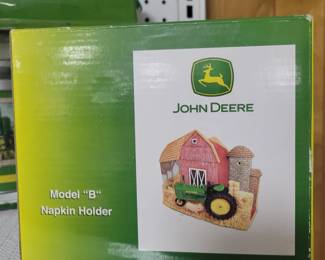 JOHN DEERE
Model "B"
Napkin Holder